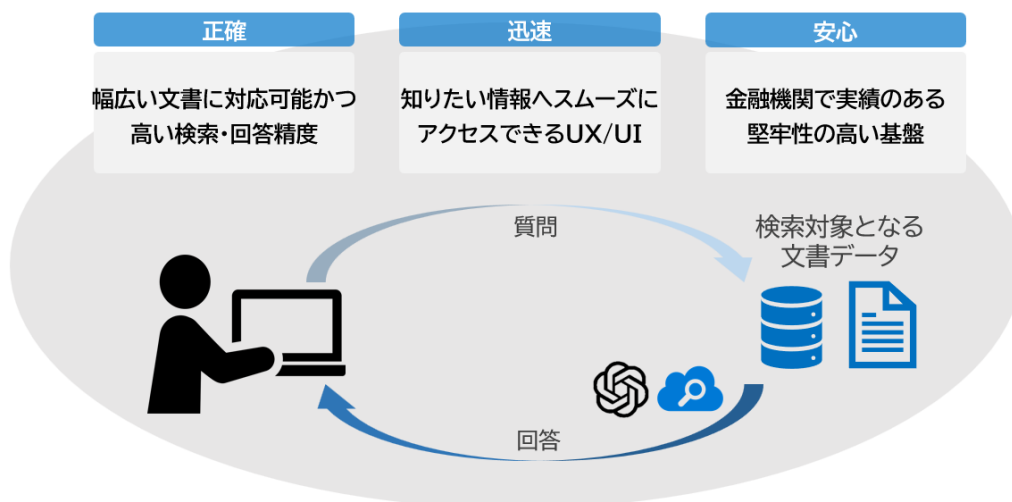 正確
幅広い文書に対応可能かつ
高い検索・回答精度
迅速
知りたい情報へスムーズに
アクセスできるUX/UI
安心
金融機関で実績のある
堅牢性の高い基盤
質問
検索対象となる
文書データ
回答